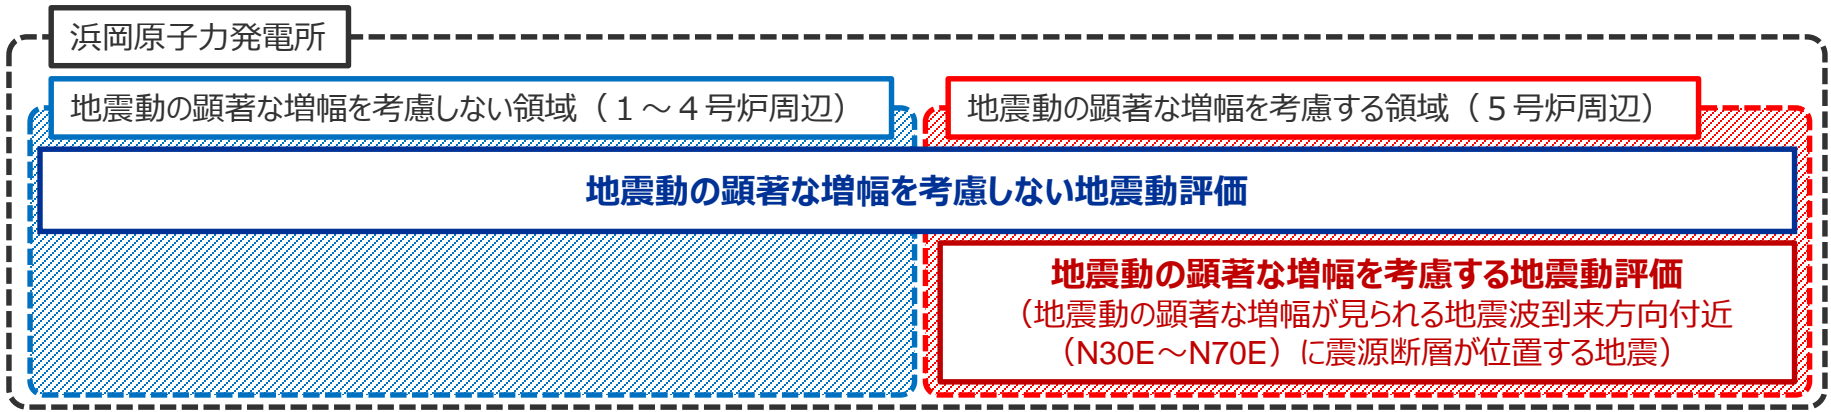 浜岡原子力発電所
地震動の顕著な増幅を考慮しない領域（１～４号炉周辺）
地震動の顕著な増幅を考慮する領域（５号炉周辺）
地震動の顕著な増幅を考慮しない地震動評価
地震動の顕著な増幅を考慮する地震動評価
（地震動の顕著な増幅が見られる地震波到来方向付近
（N30E～N70E）に震源断層が位置する地震）